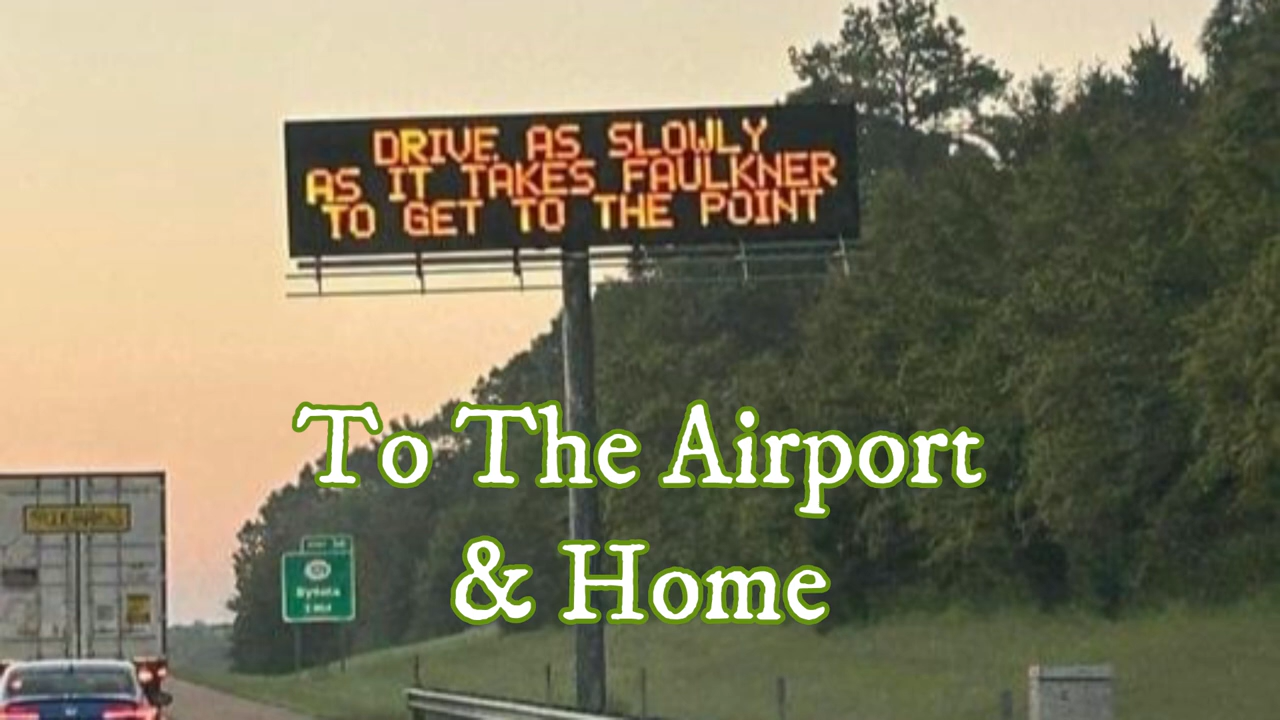 DRIVE AS SLOWLY
AS IT TAKES FAULKNER
TO GET TO THE POINT
To The Airport
& Home